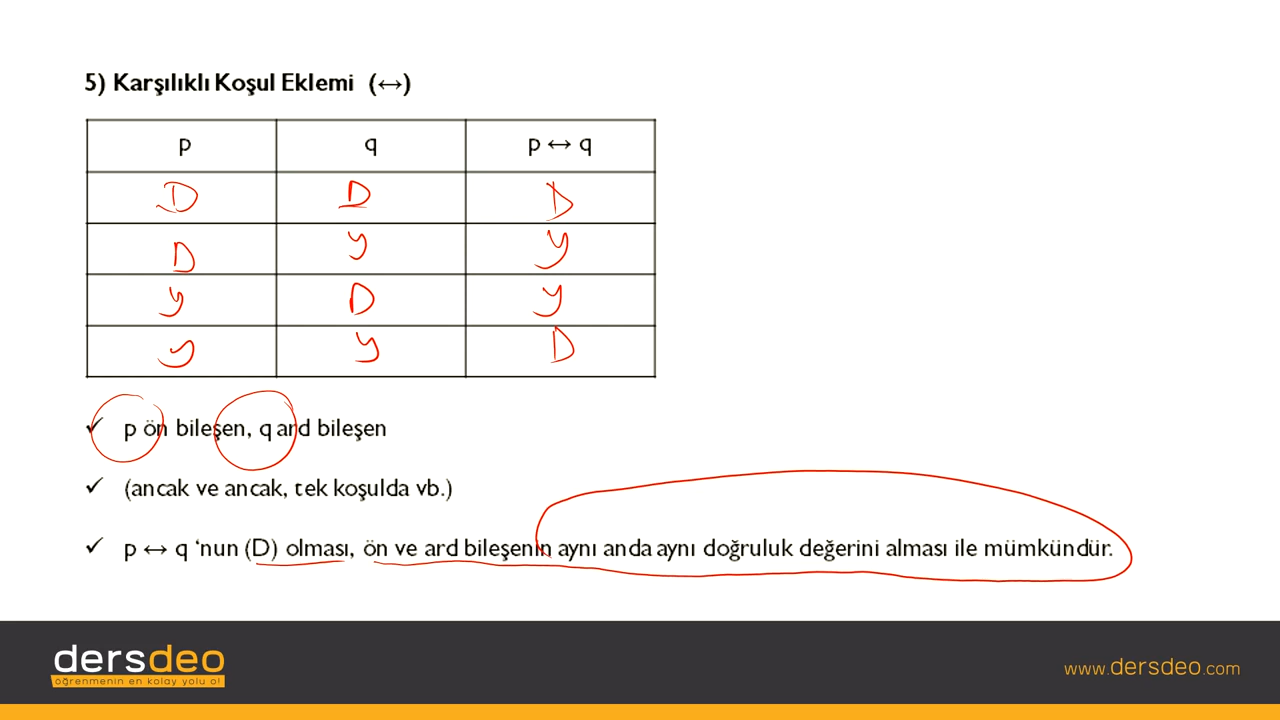 5) Karşılıklı Koşul Eklemi (↔)
p q p ↔ q
D D D
D y y
y D y
y y D
✓ p ön bileşen, q ard bileşen
✓ (ancak ve ancak, tek koşulda vb.)
✓ p ↔ q ‘nun (D) olması, ön ve ard bileşenin aynı anda aynı doğruluk değerini alması ile mümkündür.
dersdeo
öğrenmenin en kolay yolu o!
www.dersdeo.com